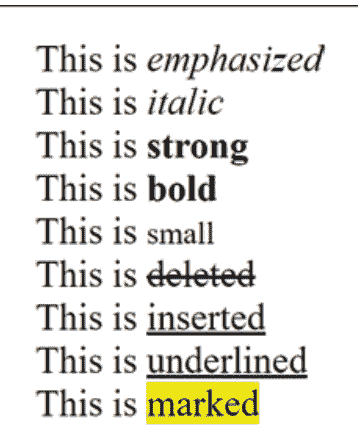 This is emphasized
This is italic
This is strong
This is bold
This is small
This is deleted
This is inserted
This is underlined
This is marked